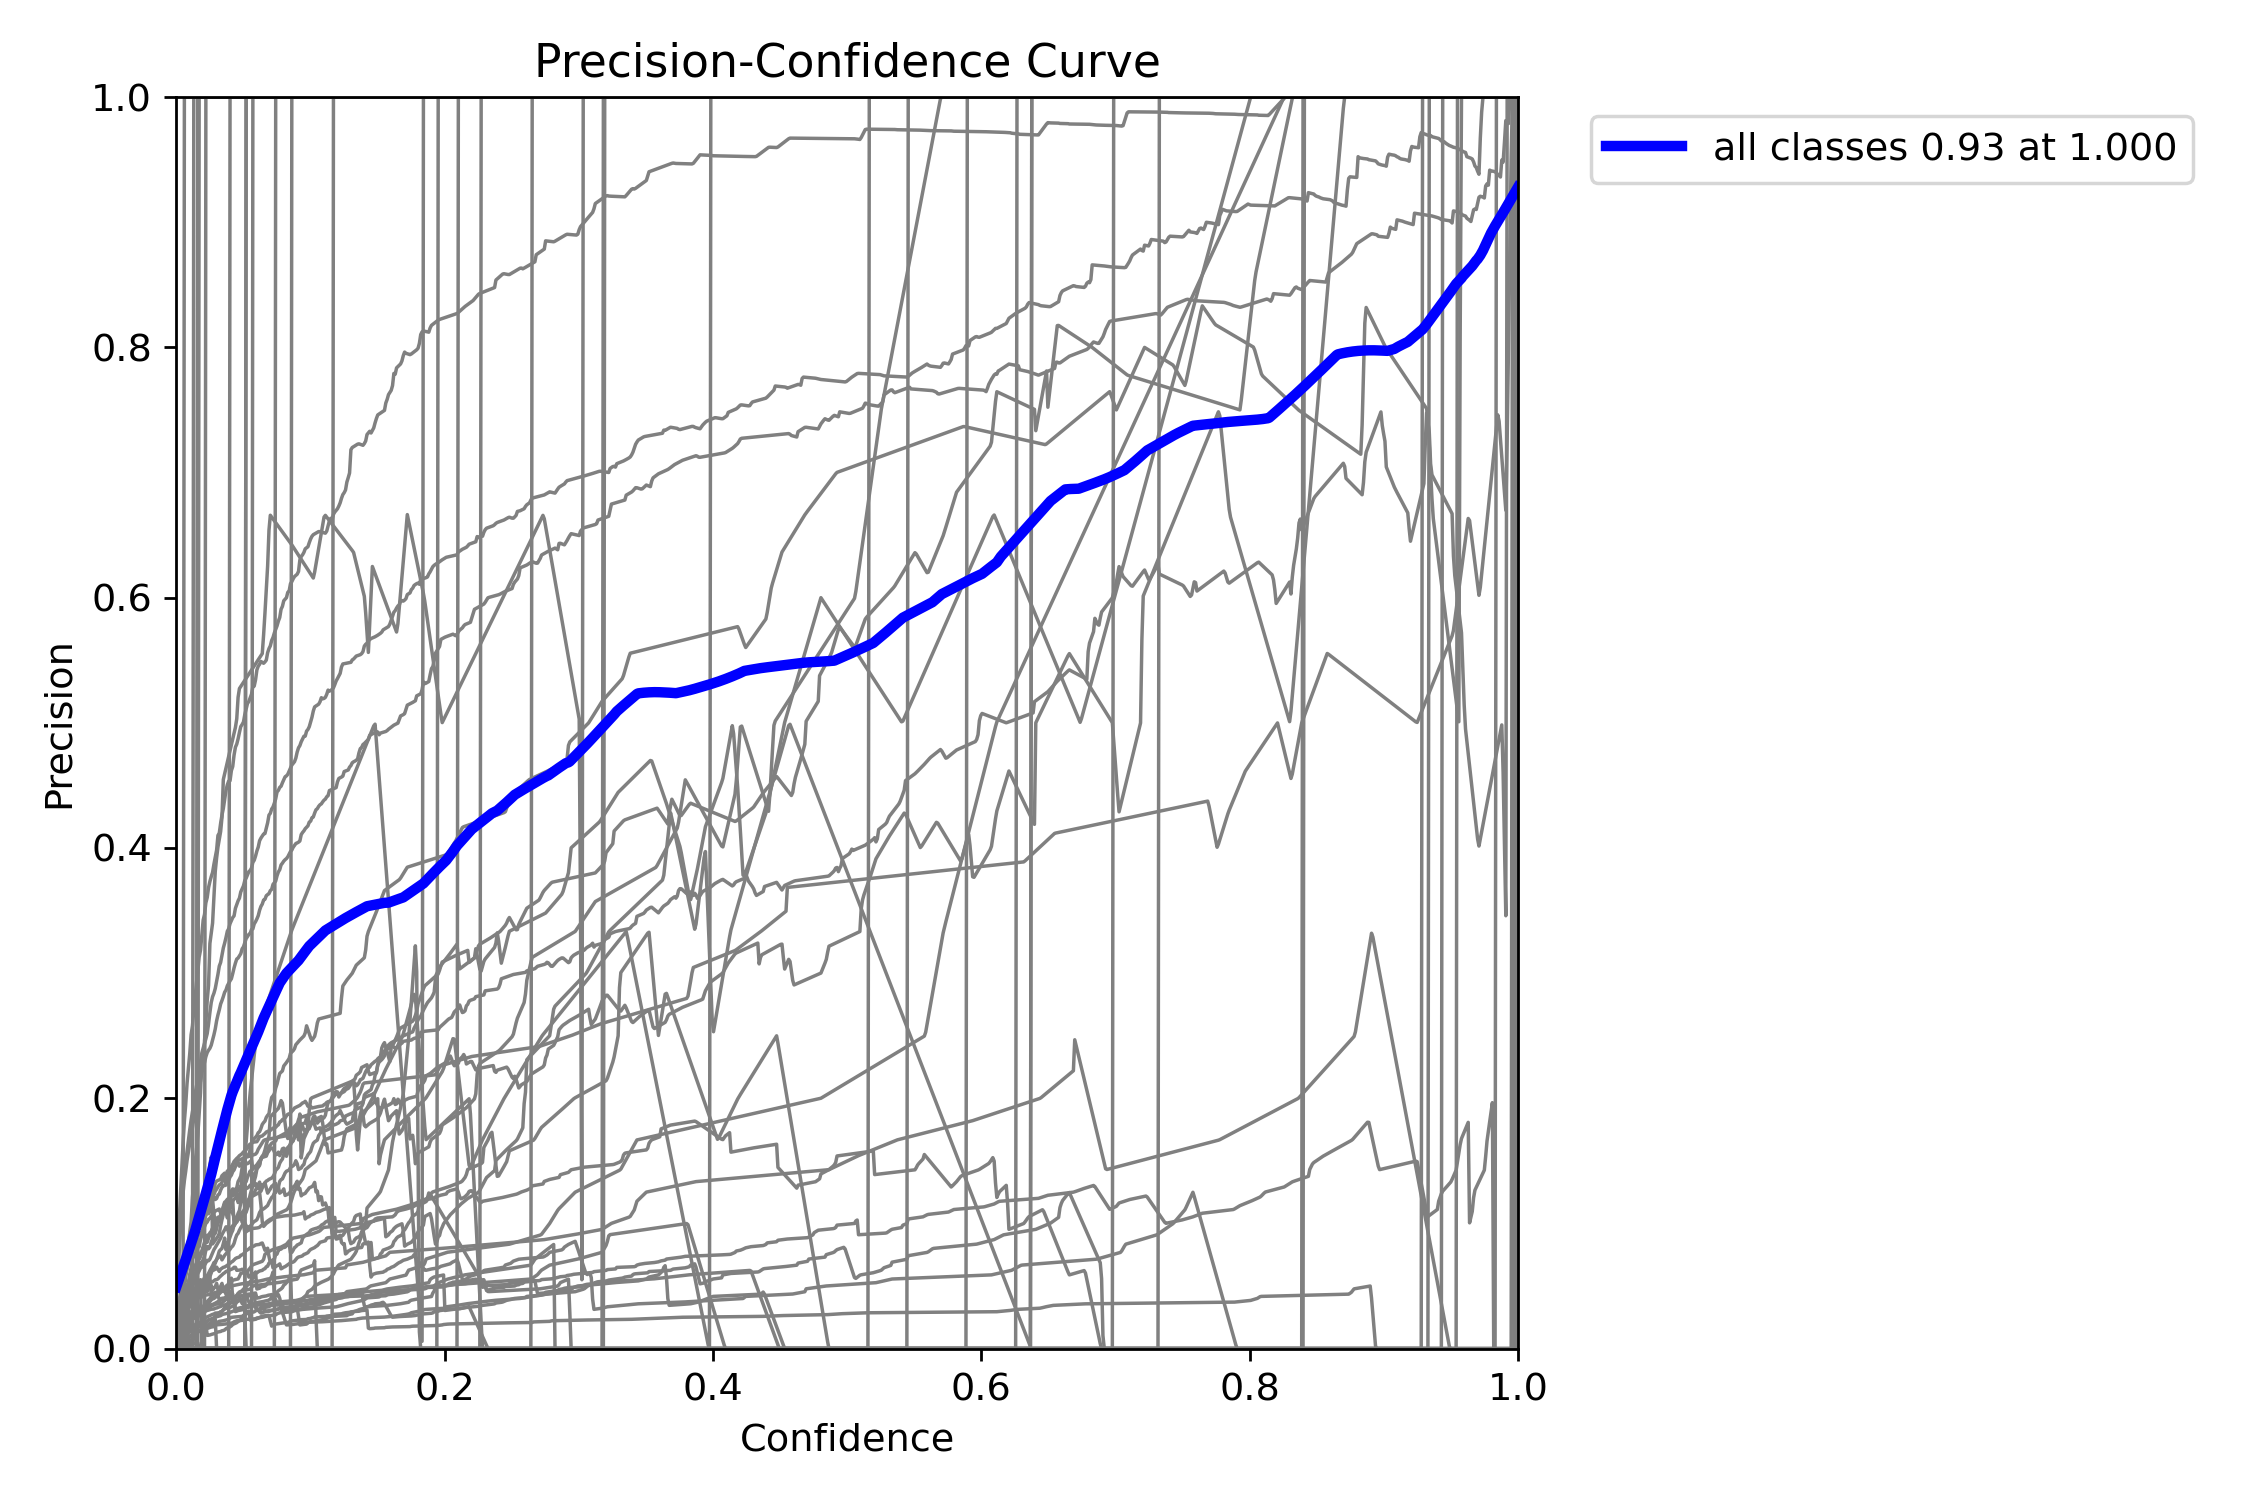 Precision-Confidence Curve
1.0
all classes 0.93 at 1.000
0.8
0.6
Precision
0.4
0.2
0.0
0.0 0.2 0.4 0.6 0.8 1.0
Confidence